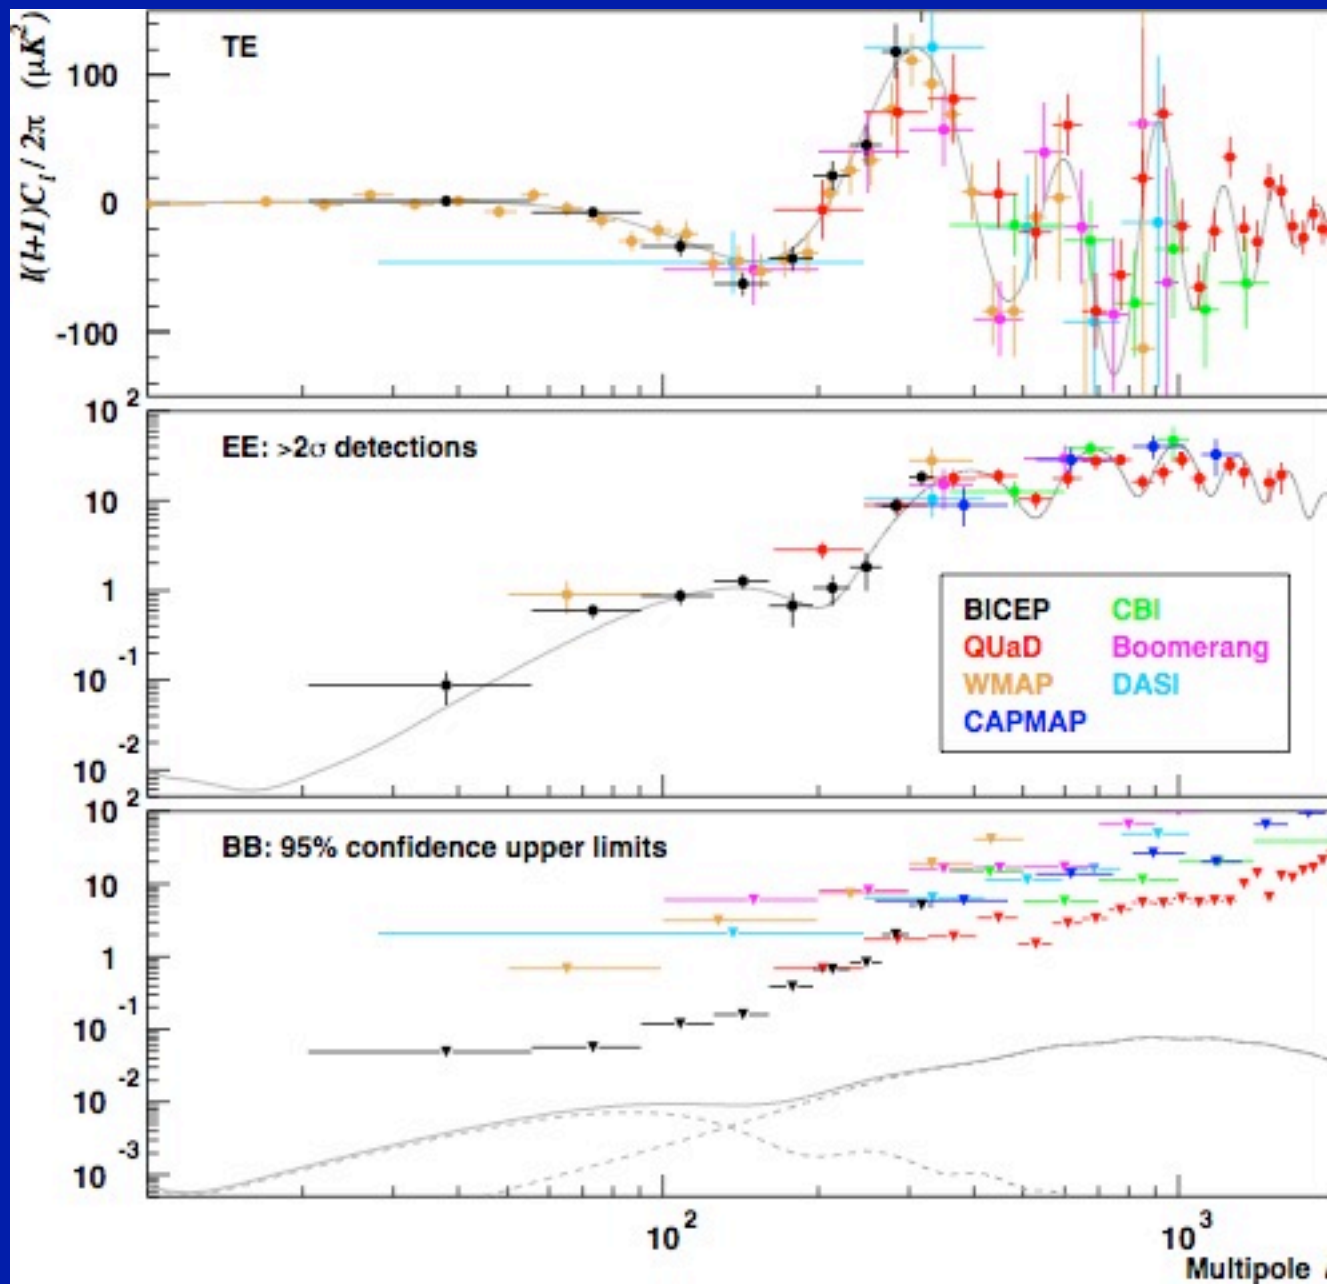 l(l+1)C_l / 2π (μK²)
TE
100
0
-100
EE: >2σ detections
10²
10
1
10⁻¹
10⁻²
BICEP CBI
QUaD Boomerang
WMAP DASI
CAPMAP
BB: 95% confidence upper limits
10²
10
1
10⁻¹
10⁻²
10⁻³
10² 10³
Multipole